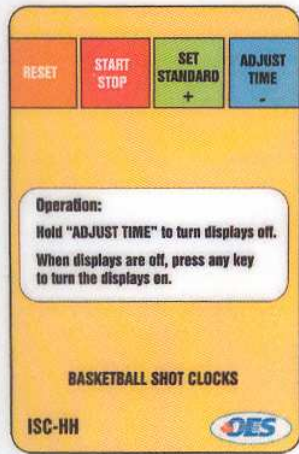 RESET
START
STOP
SET
STANDARD
+
ADJUST
TIME
-
Operation:
Hold "ADJUST TIME" to turn displays off.
When displays are off, press any key
to turn the displays on.
BASKETBALL SHOT CLOCKS
ISC-HH
OES